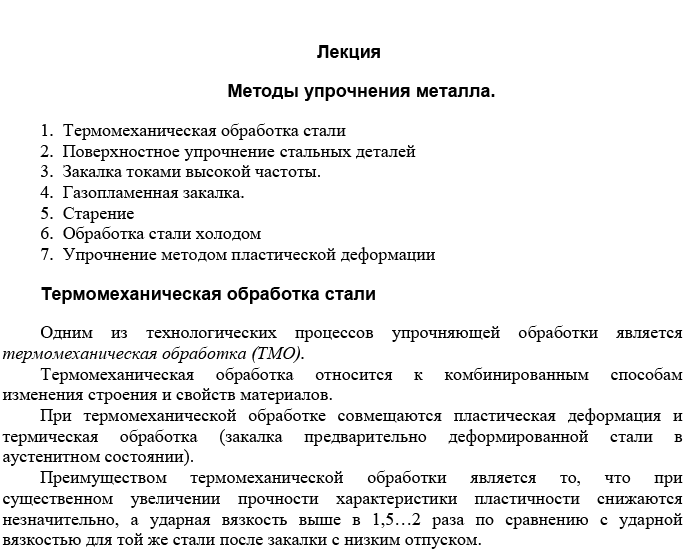 Лекция
Методы упрочнения металла.
1. Термомеханическая обработка стали
2. Поверхностное упрочнение стальных деталей
3. Закалка токами высокой частоты.
4. Газопламенная закалка.
5. Старение
6. Обработка стали холодом
7. Упрочнение методом пластической деформации
Термомеханическая обработка стали
Одним из технологических процессов упрочняющей обработки является
термомеханическая обработка (ТМО).
Термомеханическая обработка относится к комбинированным способам
изменения строения и свойств материалов.
При термомеханической обработке совмещаются пластическая деформация и
термическая обработка (закалка предварительно деформированной стали в
аустенитном состоянии).
Преимуществом термомеханической обработки является то, что при
существенном увеличении прочности характеристики пластичности снижаются
незначительно, а ударная вязкость выше в 1,5…2 раза по сравнению с ударной
вязкостью для той же стали после закалки с низким отпуском.